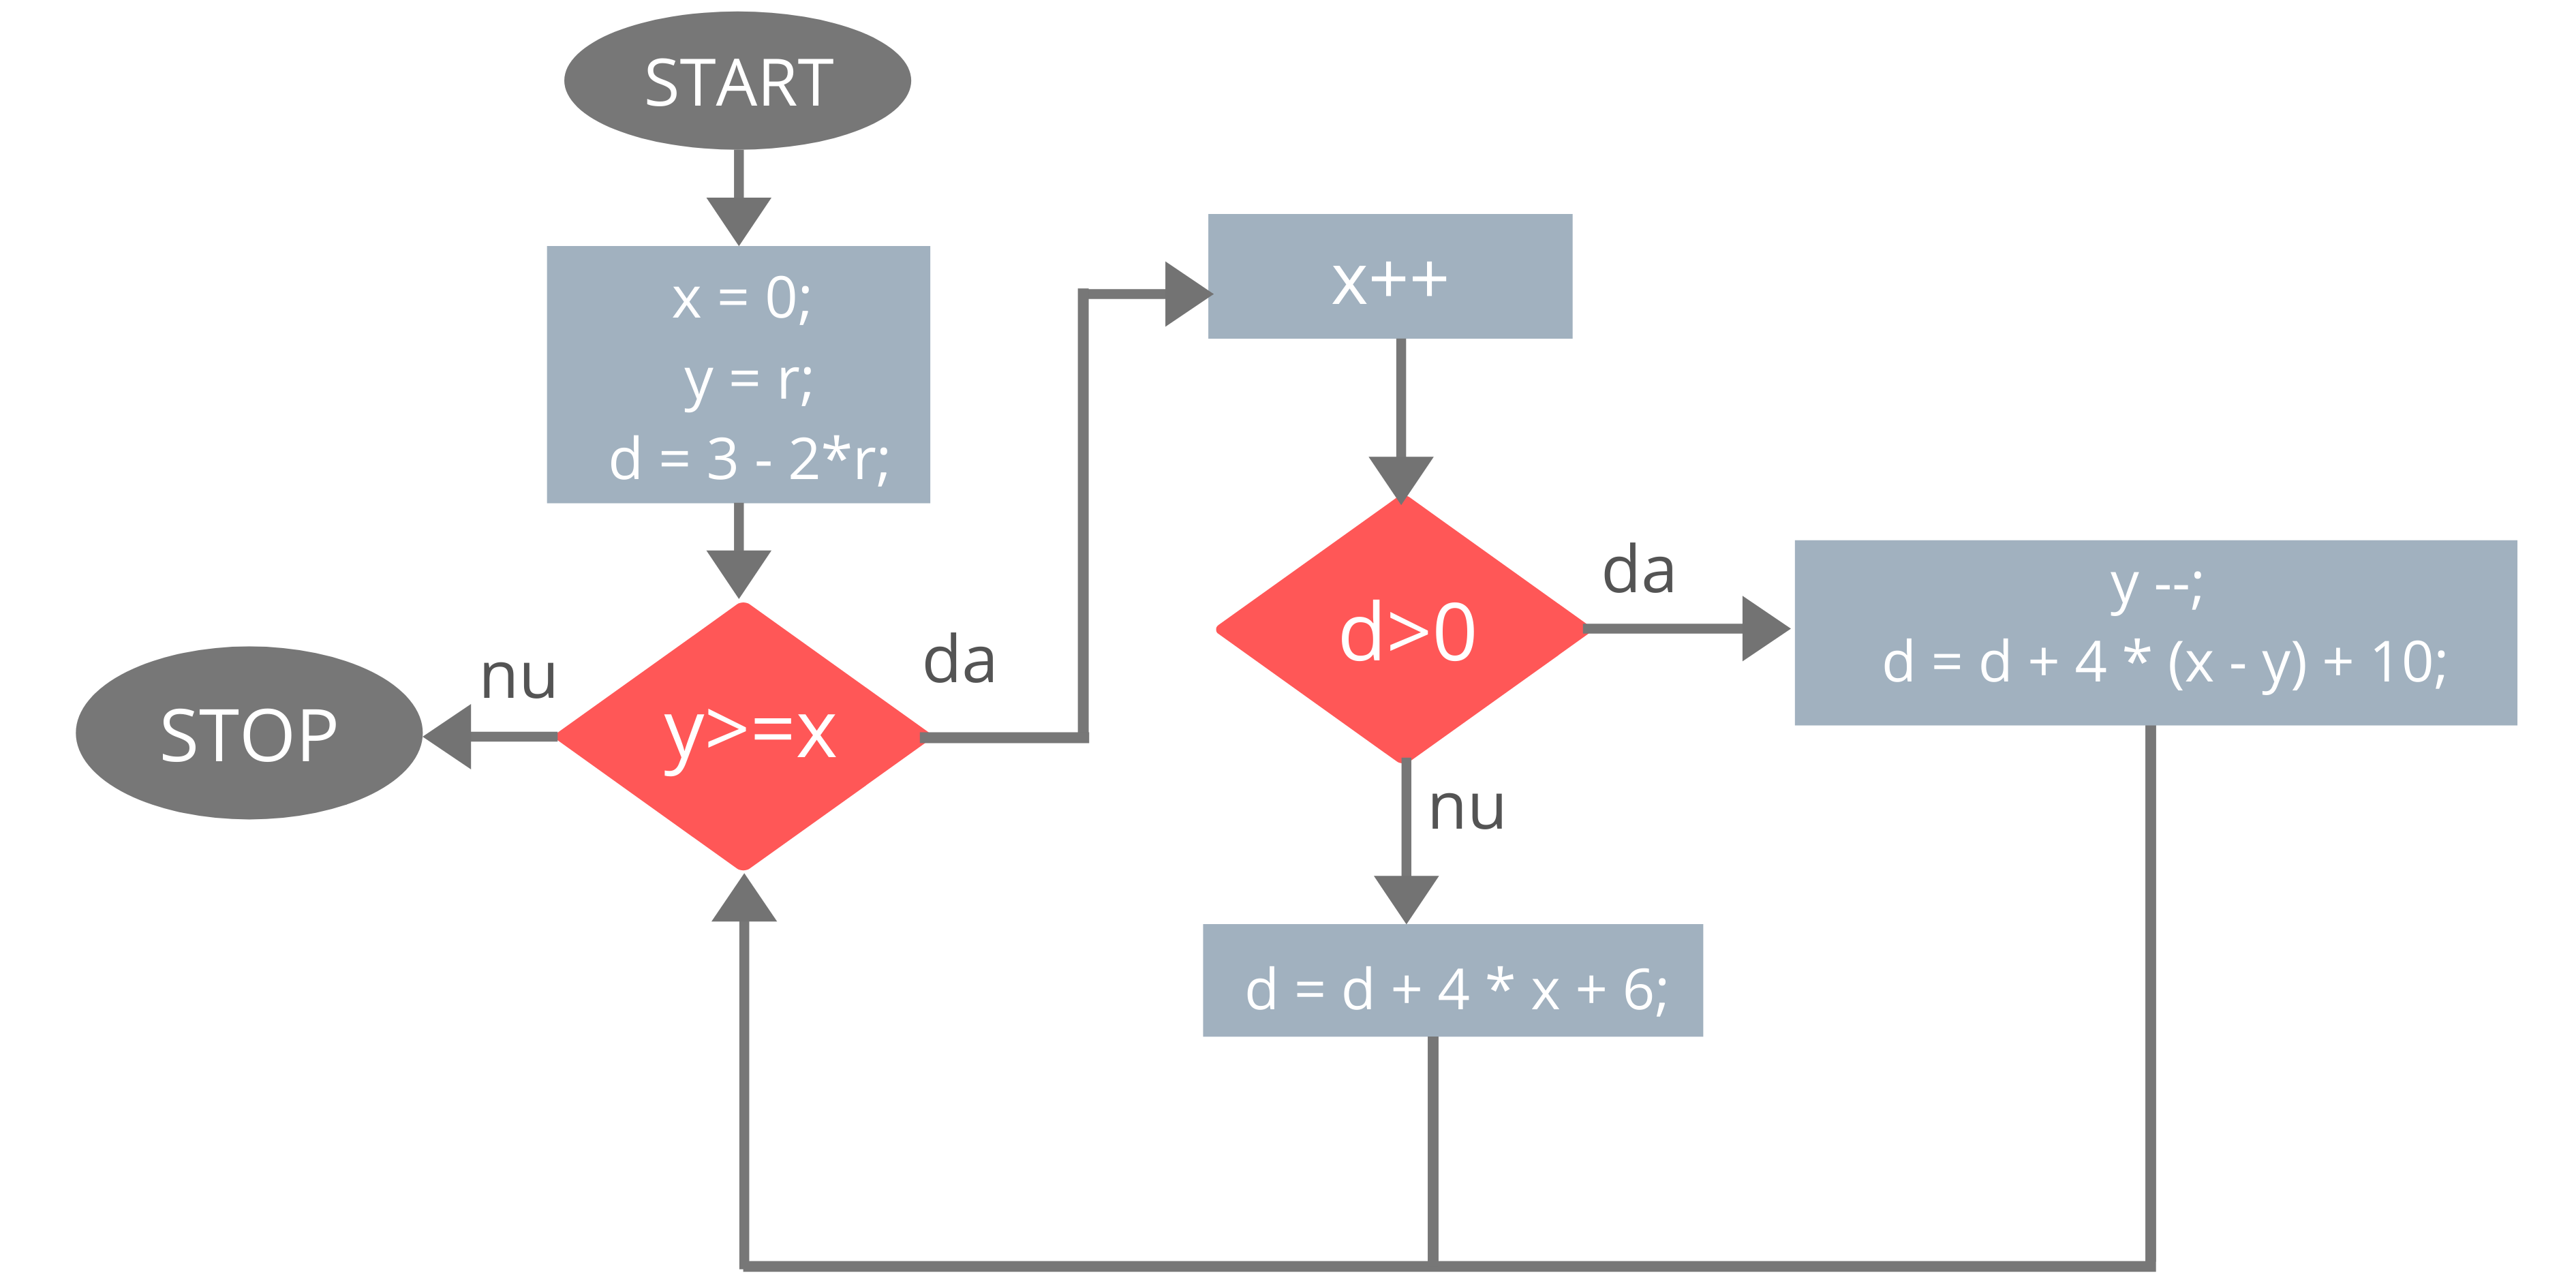 START
x = 0;
y = r;
d = 3 - 2*r;
y>=x
nu
STOP
da
x++
d>0
da
y --;
d = d + 4 * (x - y) + 10;
nu
d = d + 4 * x + 6;